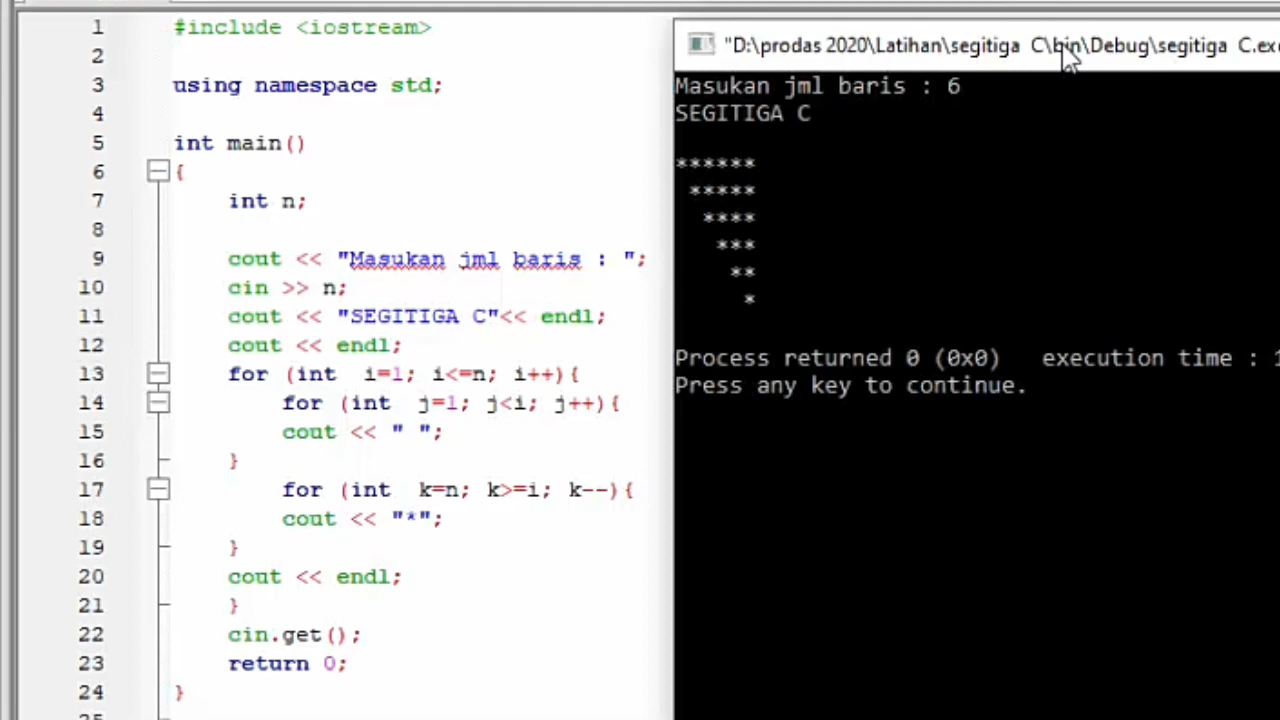 1 #include <iostream>
2
3 using namespace std;
4
5 int main()
6 {
7 int n;
8
9 cout << "Masukan jml baris : ";
10 cin >> n;
11 cout << "SEGITIGA C"<< endl;
12 cout << endl;
13 for (int  i=1; i<=n; i++){
14 for (int  j=1; j<i; j++){
15 cout << " ";
16 }
17 for (int  k=n; k>=i; k--){
18 cout << "*";
19 }
20 cout << endl;
21 }
22 cin.get();
23 return 0;
24 }
"D:\prodas 2020\Latihan\segitiga  C\bin\Debug\segitiga  C.exe
Masukan jml baris : 6
SEGITIGA C
******
 *****
  ****
   ***
    **
     *
Process returned 0 (0x0)   execution time :
Press any key to continue.